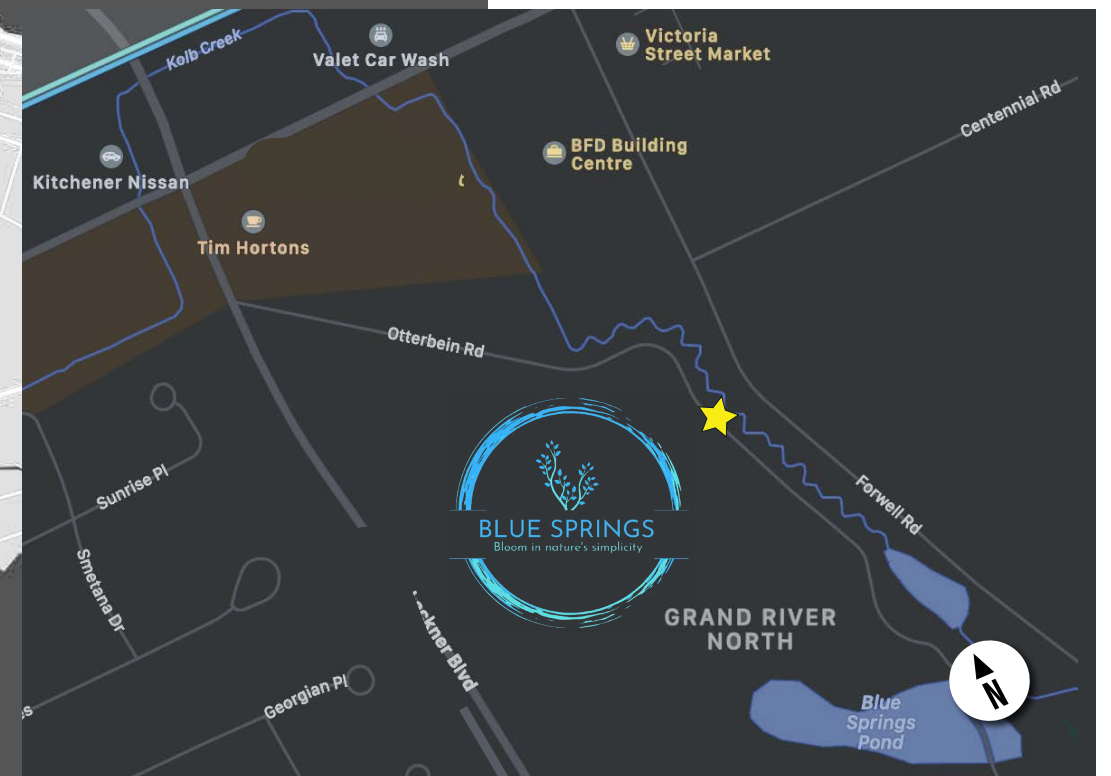 Kolb Creek
Valet Car Wash
Victoria
Street Market
Centennial Rd
BFD Building
Centre
Kitchener Nissan
Tim Hortons
Otterbein Rd
Sunrise Pl
Forwell Rd
BLUE SPRINGS
Bloom in nature's simplicity
Smetana Dr
GRAND RIVER
NORTH
Blvd
Georgian Pl
N
Blue
Springs
Pond